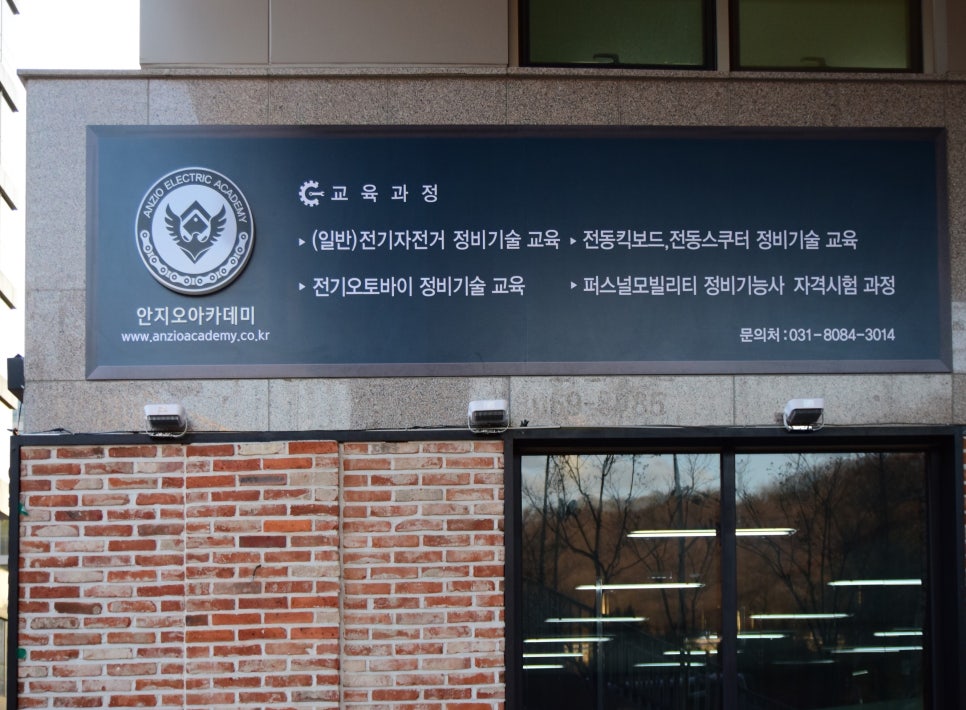 ANZIO ELECTRIC ACADEMY
안지오아카데미
www.anzioacademy.co.kr
교 육 과 정
▸ (일반)전기자전거 정비기술 교육
▸ 전동킥보드,전동스쿠터 정비기술 교육
▸ 전기오토바이 정비기술 교육
▸ 퍼스널모빌리티 정비기능사 자격시험 과정
문의처 : 031-8084-3014